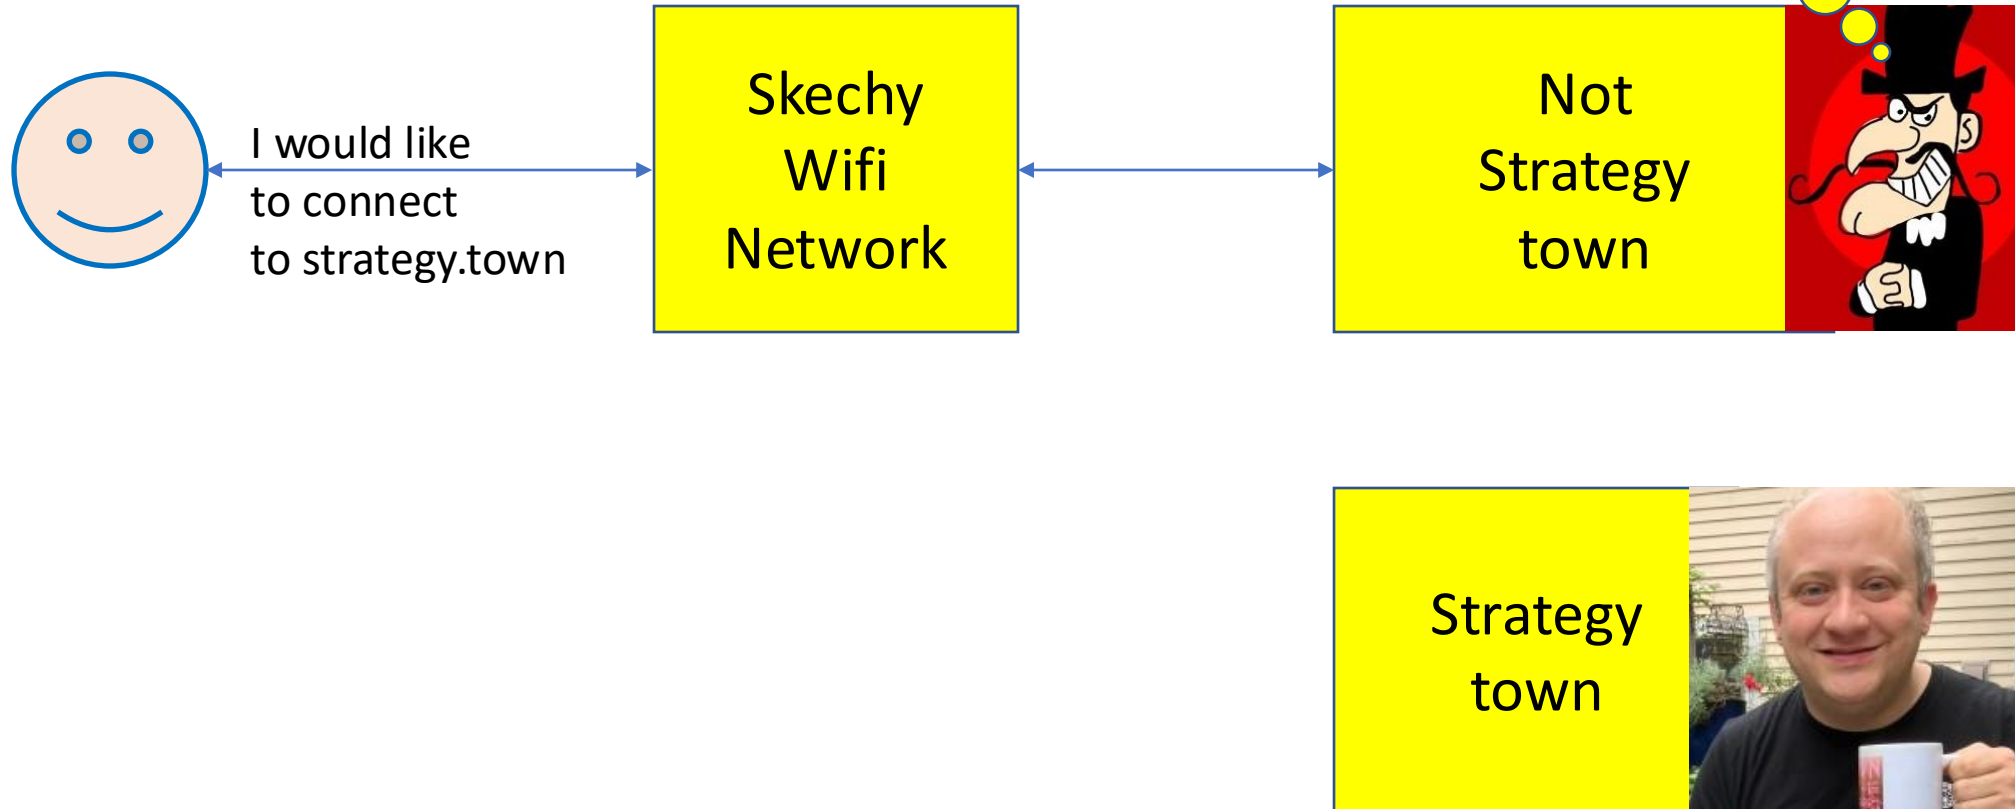 I would like
to connect
to strategy.town
Skechy
Wifi
Network
Not
Strategy
town
Strategy
town